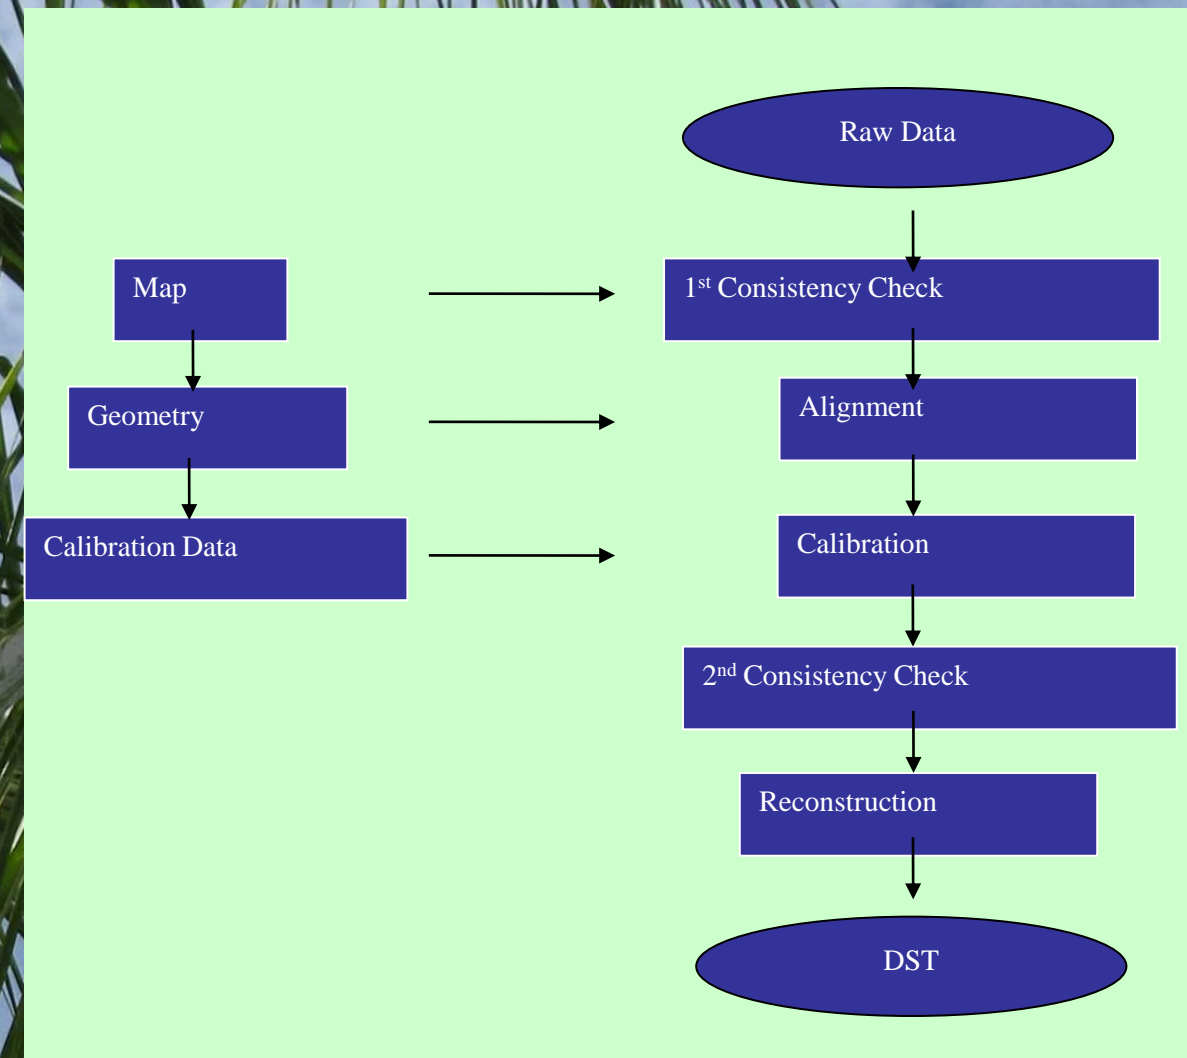 Raw Data
Map
1st Consistency Check
Geometry
Alignment
Calibration Data
Calibration
2nd Consistency Check
Reconstruction
DST